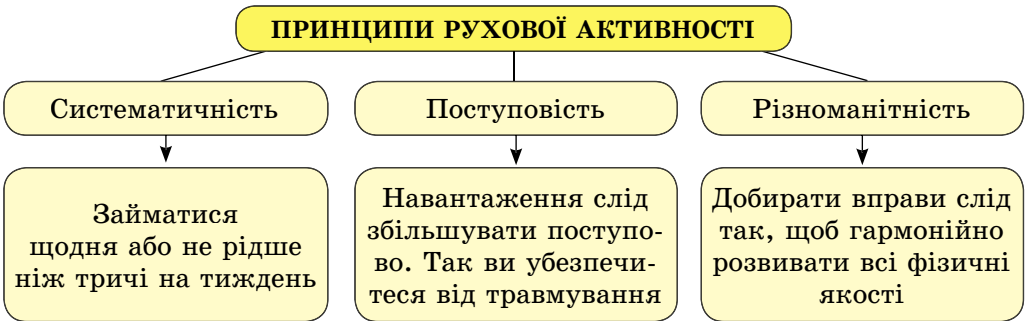 ПРИНЦИПИ РУХОВОЇ АКТИВНОСТІ
Систематичність
Поступовість
Різноманітність
Займатися
щодня або не рідше
ніж тричі на тиждень
Навантаження слід
збільшувати поступо-
во. Так ви убезпечи-
теся від травмування
Добирати вправи слід
так, щоб гармонійно
розвивати всі фізичні
якості